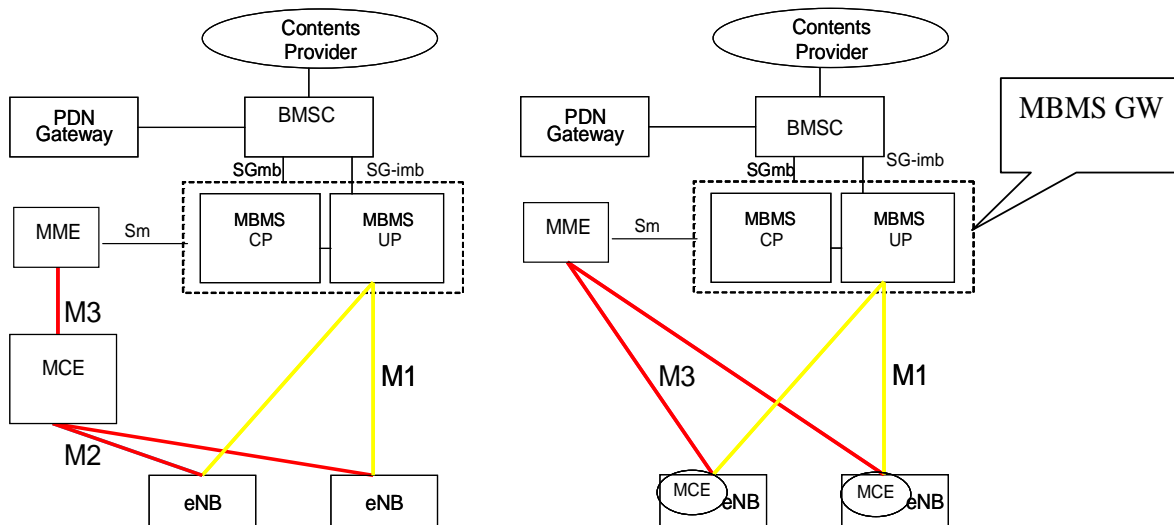 Contents
Provider
PDN
Gateway
BMSC
SGmb
SG-imb
MME
Sm
MBMS
CP
MBMS
UP
M3
MCE
M1
M2
eNB
eNB
Contents
Provider
MBMS GW
PDN
Gateway
BMSC
SGmb
SG-imb
MME
Sm
MBMS
CP
MBMS
UP
M3
M1
MCE
eNB
MCE
eNB